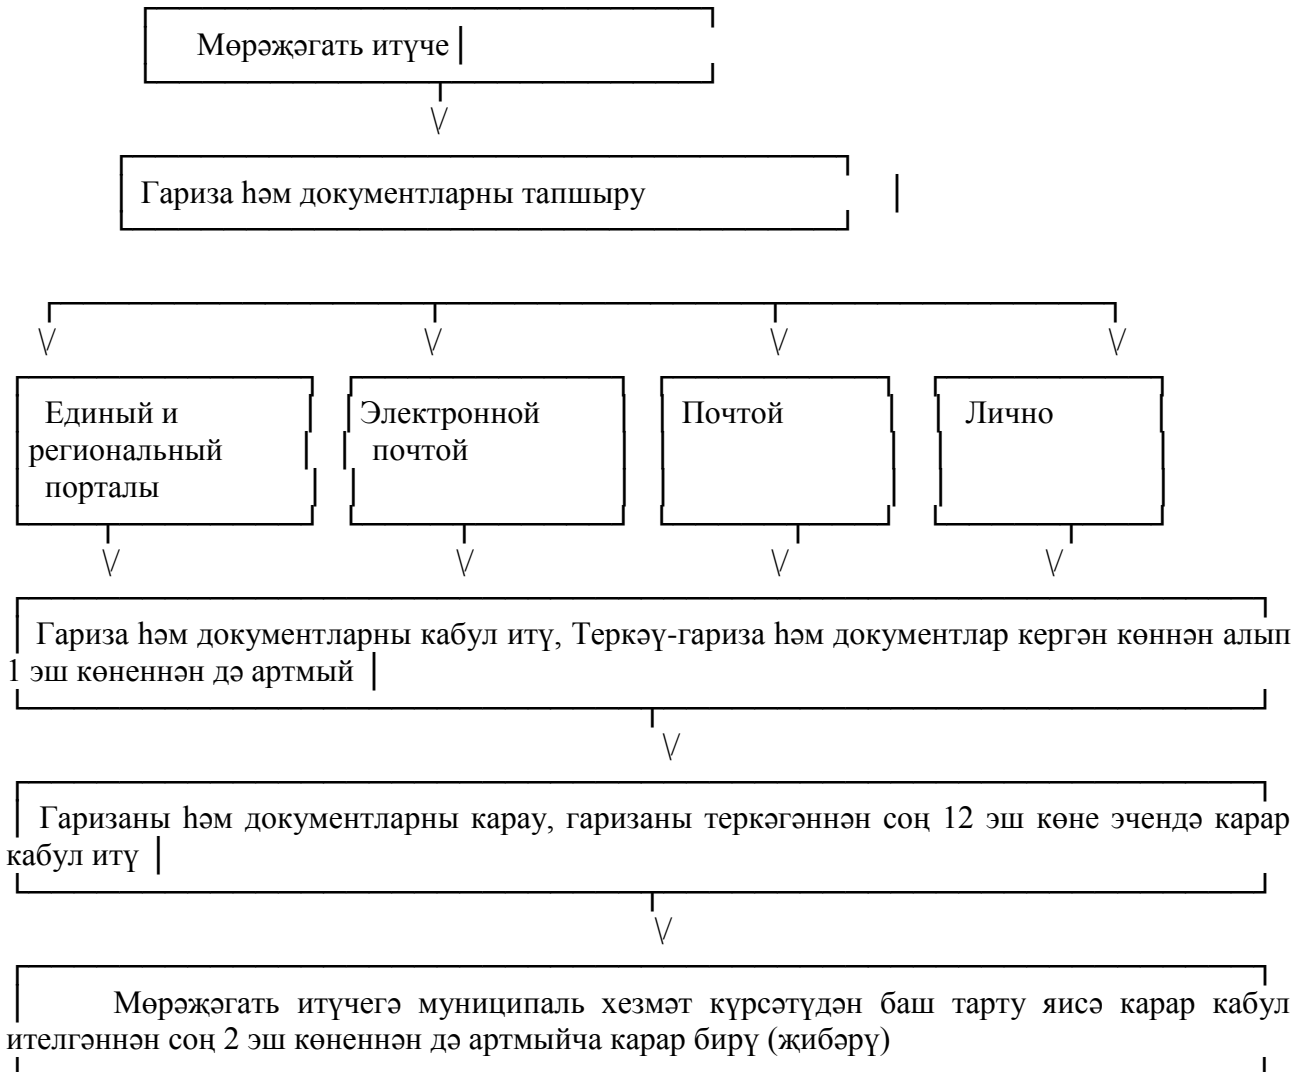 Мөрәҗәгать итүче
Гариза һәм документларны тапшыру
Единый и
региональный
порталы
Электронной
почтой
Почтой
Лично
Гариза һәм документларны кабул итү, Теркәү-гариза һәм документлар кергән көннән алып
1 эш көненнән дә артмый
Гаризаны һәм документларны карау, гаризаны теркәгәннән соң 12 эш көне эчендә карар
кабул итү
Мөрәҗәгать итүчегә муниципаль хезмәт күрсәтүдән баш тарту яисә карар кабул
ителгәннән соң 2 эш көненнән дә артмыйча карар бирү (җибәрү)